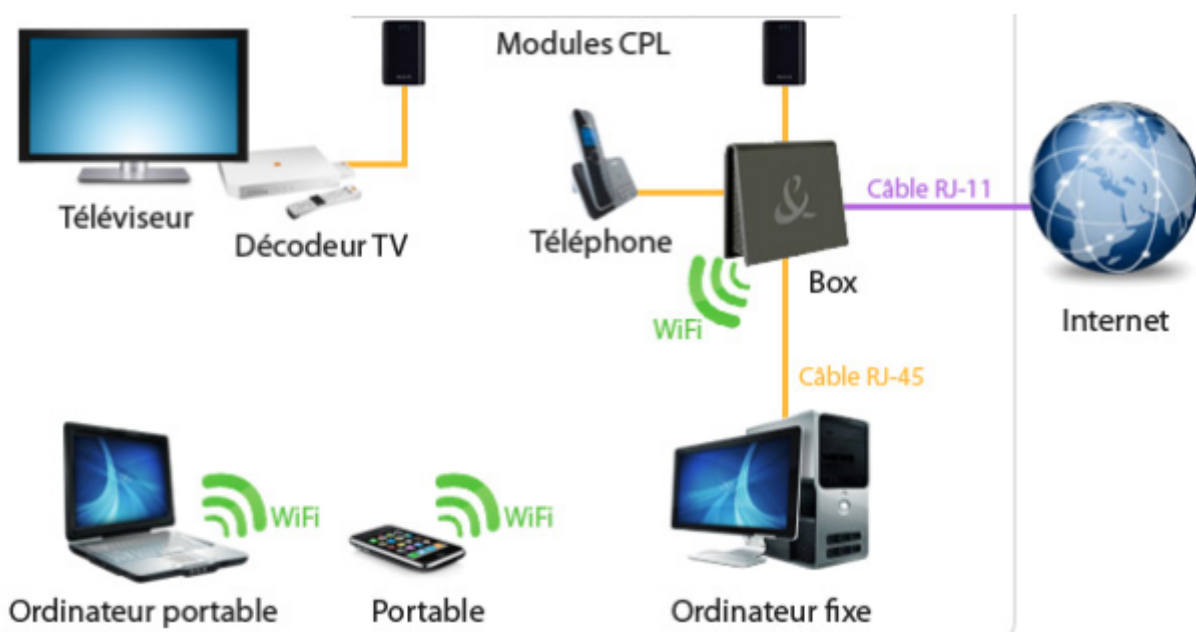 Modules CPL
Téléviseur
Décodeur TV
Téléphone
Câble RJ-11
Box
WiFi
Internet
Câble RJ-45
WiFi
WiFi
Ordinateur portable
Portable
Ordinateur fixe